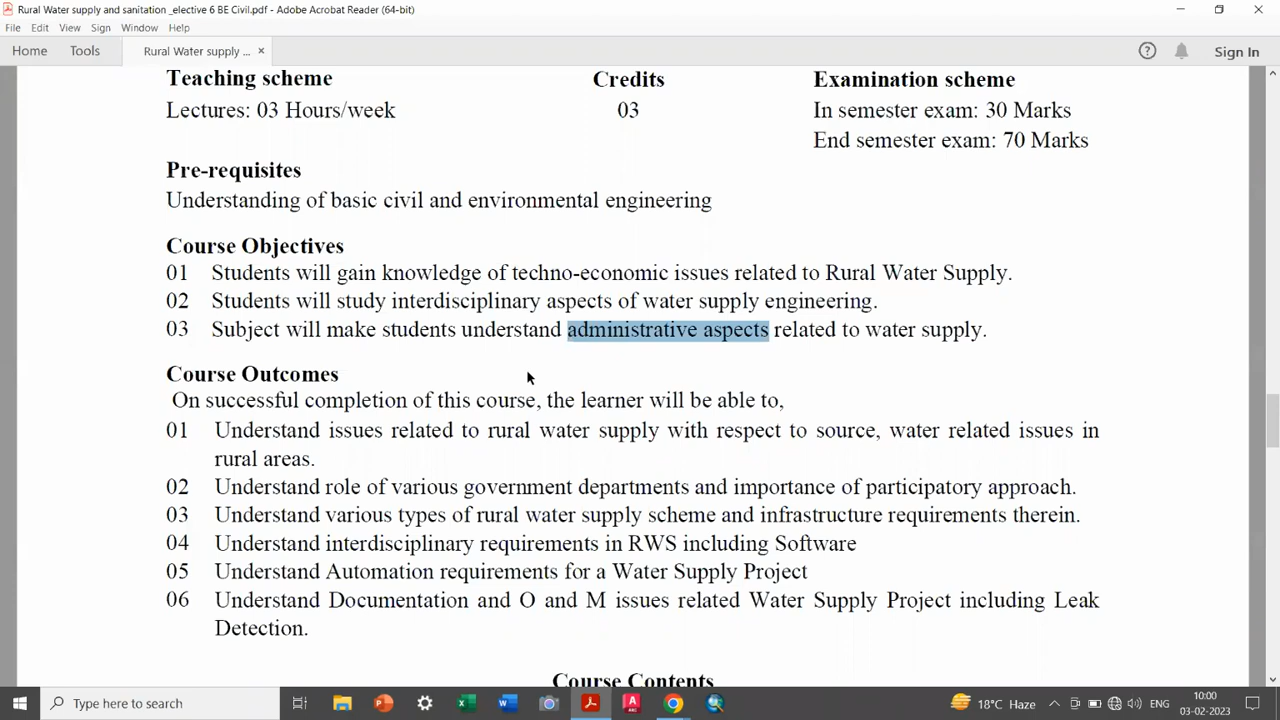 Rural Water supply and sanitation _elective 6 BE Civil.pdf - Adobe Acrobat Reader (64-bit)
File Edit View Sign Window Help
Home Tools Rural Water supply ... × Sign In
Teaching scheme Credits Examination scheme
Lectures: 03 Hours/week 03 In semester exam: 30 Marks
End semester exam: 70 Marks
Pre-requisites
Understanding of basic civil and environmental engineering
Course Objectives
01 Students will gain knowledge of techno-economic issues related to Rural Water Supply.
02 Students will study interdisciplinary aspects of water supply engineering.
03 Subject will make students understand administrative aspects related to water supply.
Course Outcomes
On successful completion of this course, the learner will be able to,
01 Understand issues related to rural water supply with respect to source, water related issues in
rural areas.
02 Understand role of various government departments and importance of participatory approach.
03 Understand various types of rural water supply scheme and infrastructure requirements therein.
04 Understand interdisciplinary requirements in RWS including Software
05 Understand Automation requirements for a Water Supply Project
06 Understand Documentation and O and M issues related Water Supply Project including Leak
Detection.
Course Contents
Type here to search 18°C Haze ENG 10:00
03-02-2023